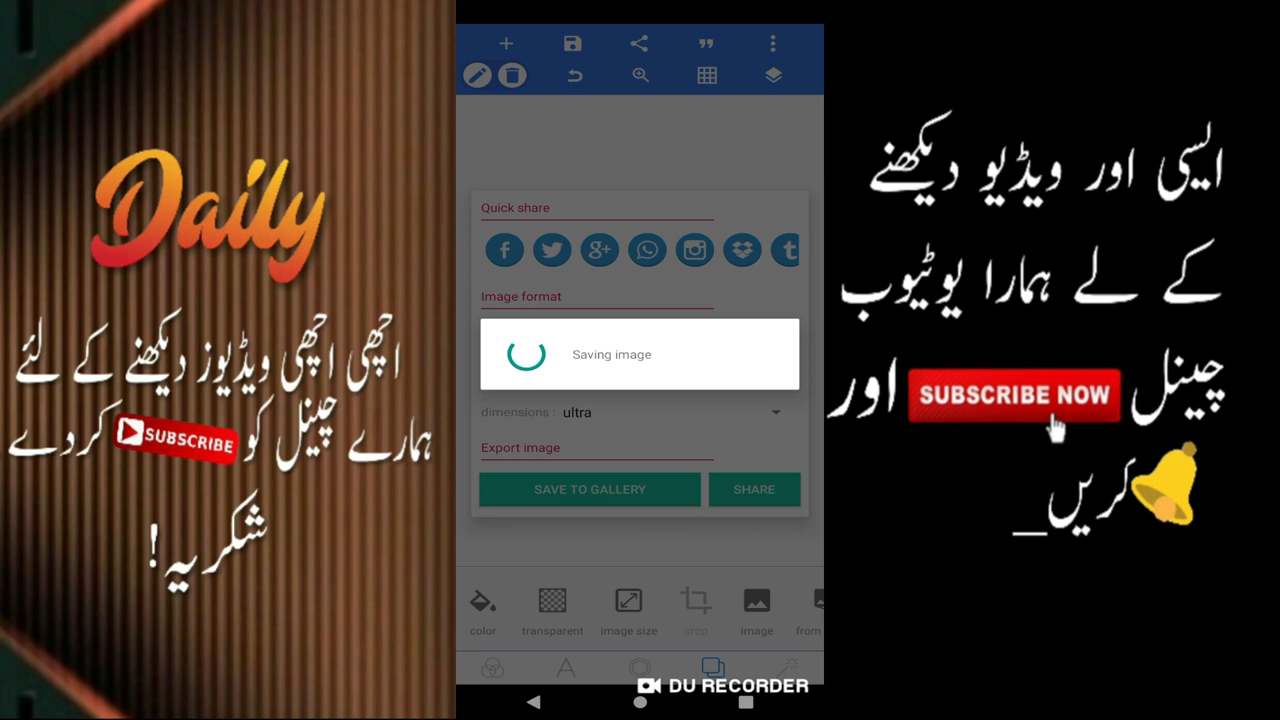 Daily
اچھی اچھی ویڈیوز دیکھنے کے لئے
ہمارے چینل کو SUBSCRIBE کردے
شکریہ!
Quick share
Image format
Saving image
dimensions : ultra
Export image
SAVE TO GALLERY SHARE
color transparent image size crop image from
DU RECORDER
ایسی اور ویڈیو دیکھنے
کے لے ہمارا یوٹیوب
چینل SUBSCRIBE NOW اور
کریں_